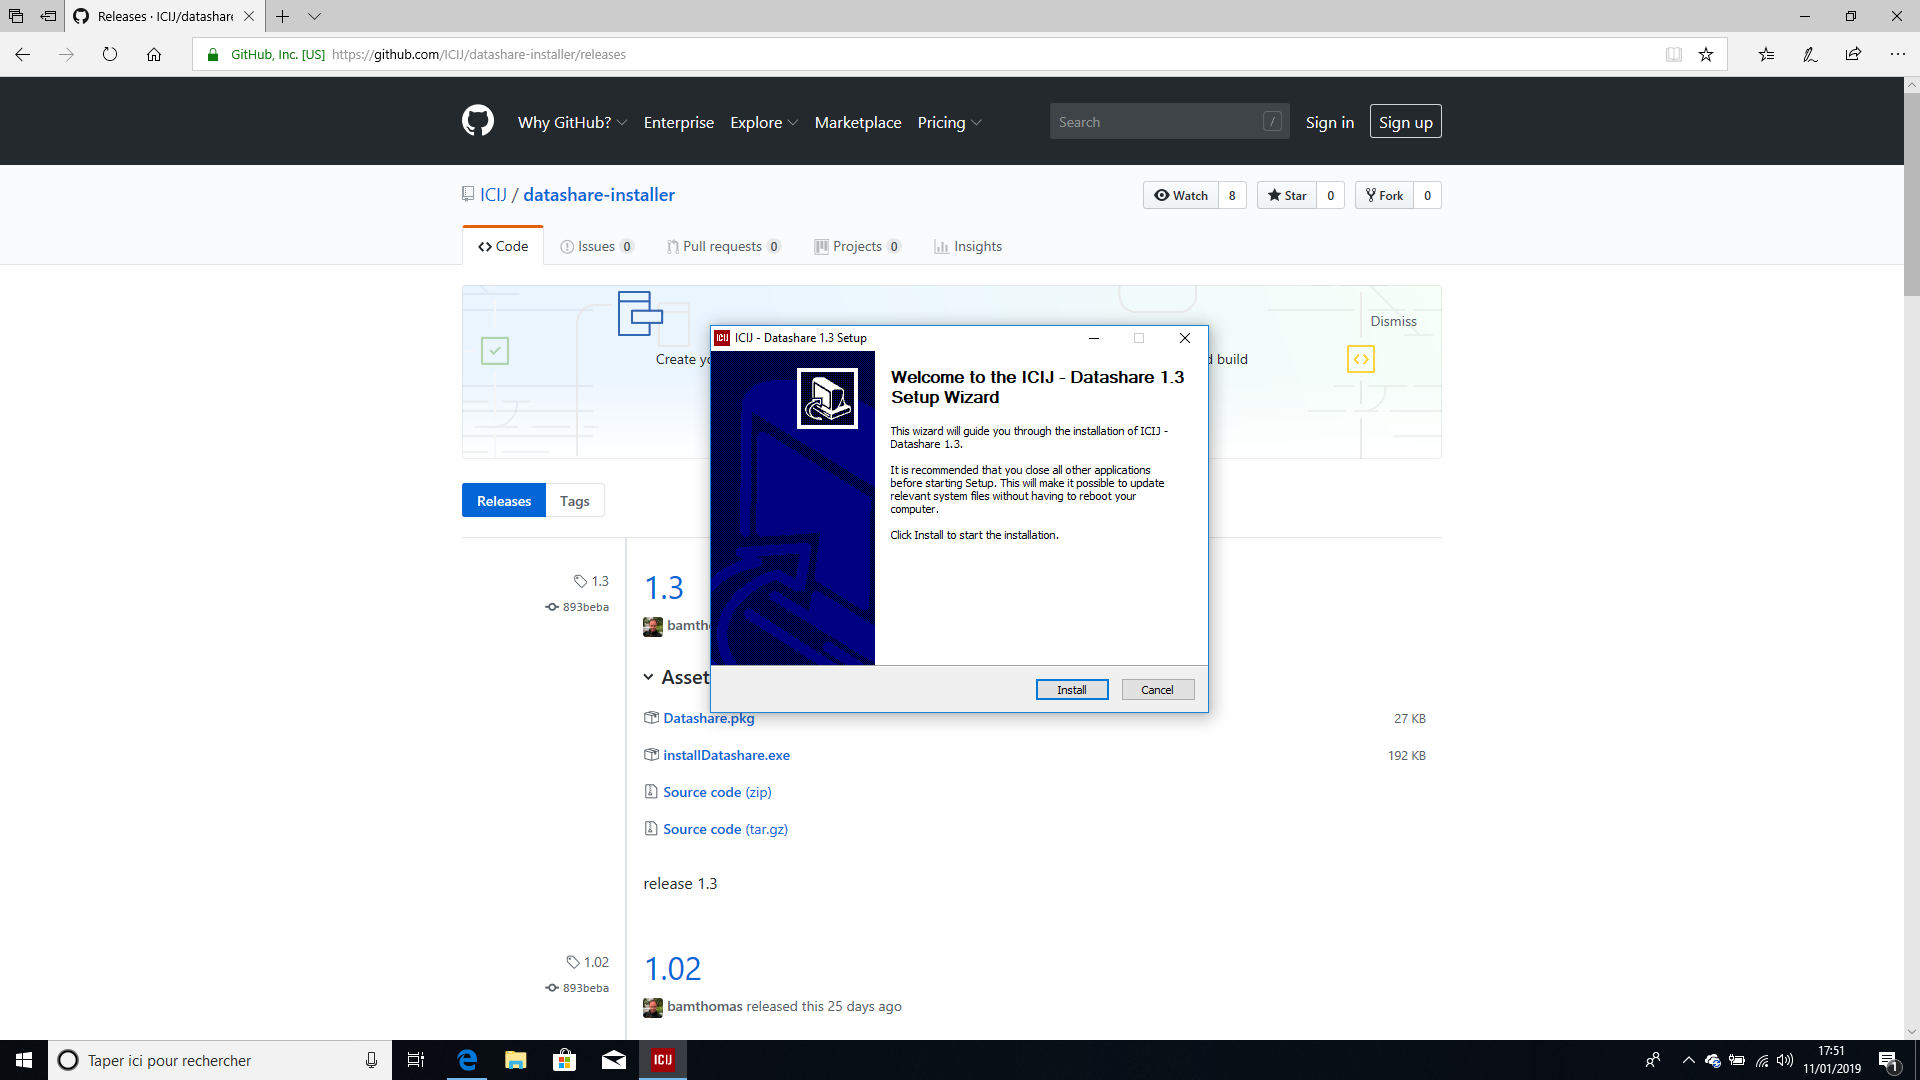 Releases · ICIJ/datashare
GitHub, Inc. [US] https://github.com/ICIJ/datashare-installer/releases
Why GitHub? Enterprise Explore Marketplace Pricing Search / Sign in Sign up
ICIJ / datashare-installer
Watch 8 Star 0 Fork 0
Code Issues 0 Pull requests 0 Projects 0 Insights
Dismiss
Create build
ICIJ - Datashare 1.3 Setup
Welcome to the ICIJ - Datashare 1.3
Setup Wizard
This wizard will guide you through the installation of ICIJ -
Datashare 1.3.
It is recommended that you close all other applications
before starting Setup. This will make it possible to update
relevant system files without having to reboot your
computer.
Click Install to start the installation.
Install Cancel
Releases Tags
1.3
893beba
1.3
Datashare.pkg 27 KB
installDatashare.exe 192 KB
Source code (zip)
Source code (tar.gz)
release 1.3
1.02
893beba
1.02
bamthomas released this 25 days ago
Taper ici pour rechercher
ICIJ
17:51
11/01/2019
1